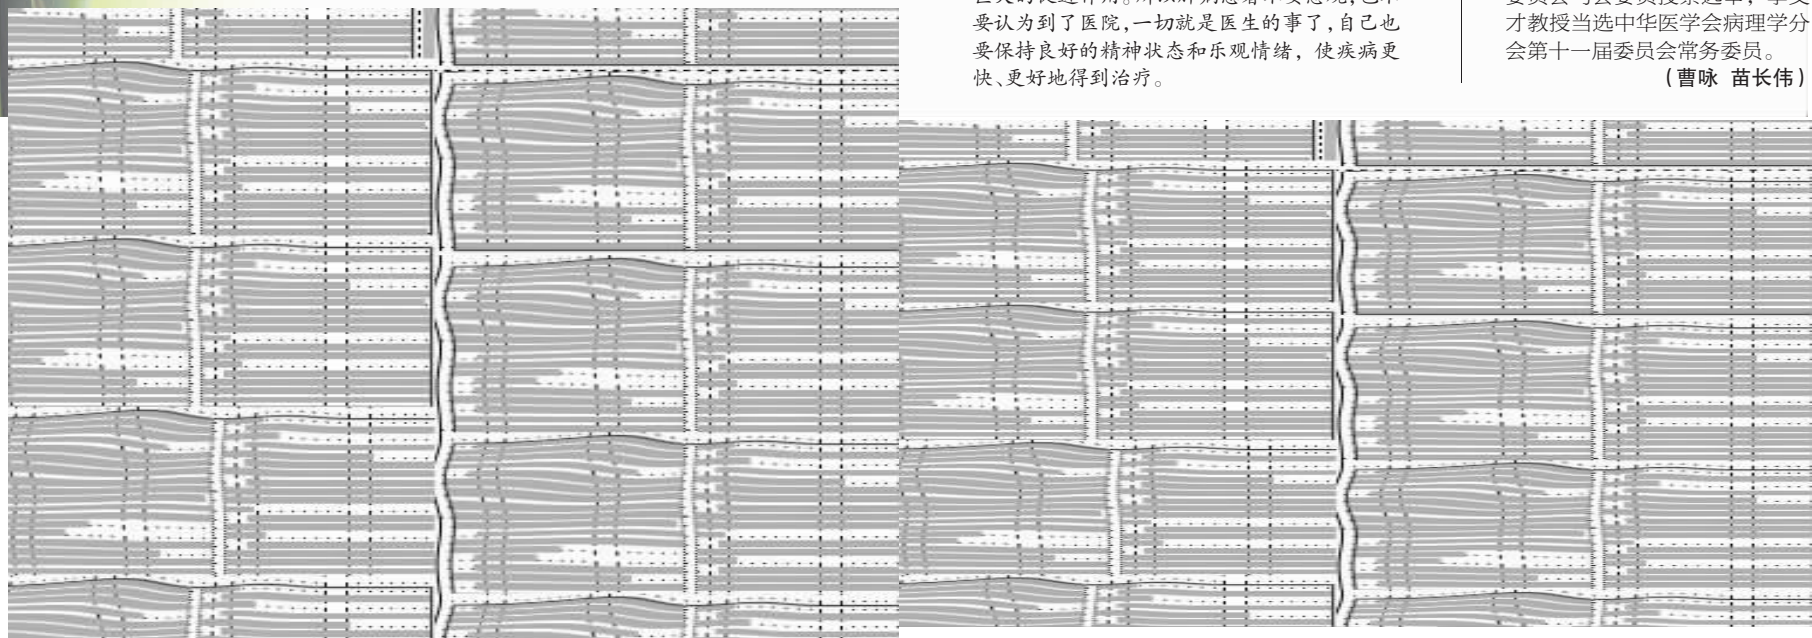 要认为到了医院,一切就是医生的事了,自己也
要保持良好的精神状态和乐观情绪，使疾病更
快、更好地得到治疗。
才教授当选中华医学会病理学分
会第十一届委员会常务委员。
(曹咏 苗长伟)